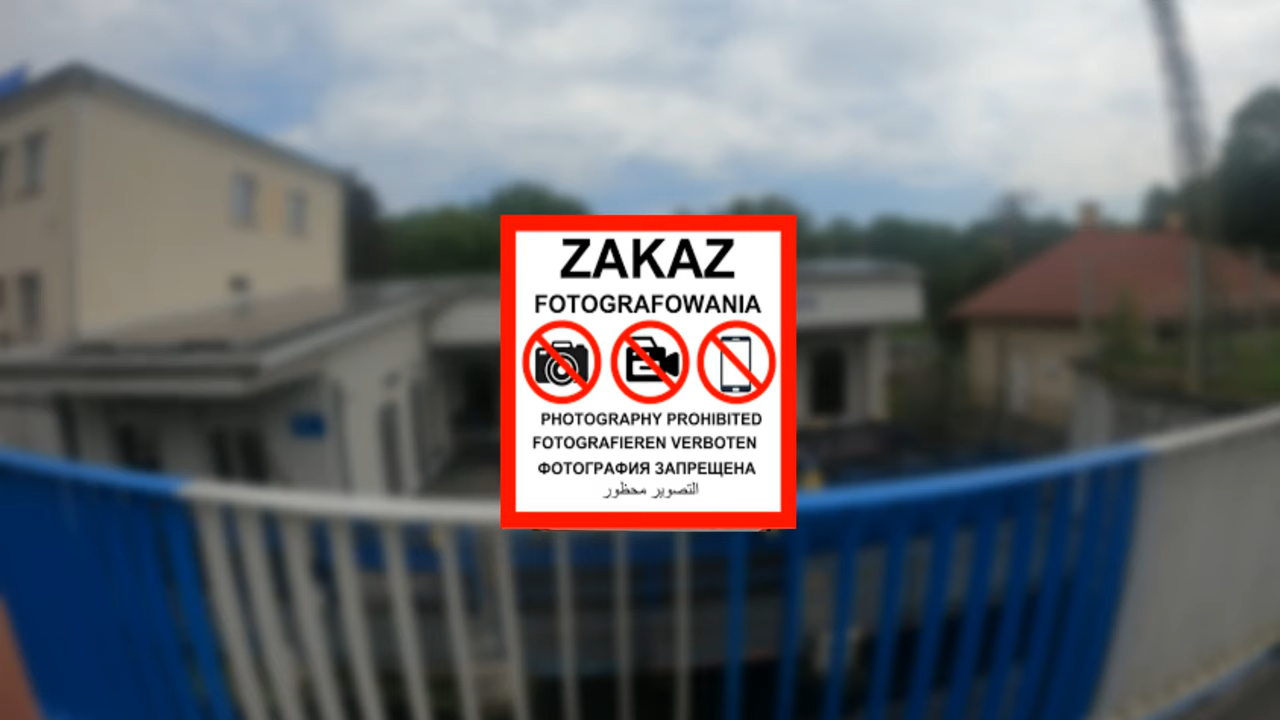 ZAKAZ
FOTOGRAFOWANIA
PHOTOGRAPHY PROHIBITED
FOTOGRAFIEREN VERBOTEN
ФОТОГРАФИЯ ЗАПРЕЩЕНА
التصوير محظور